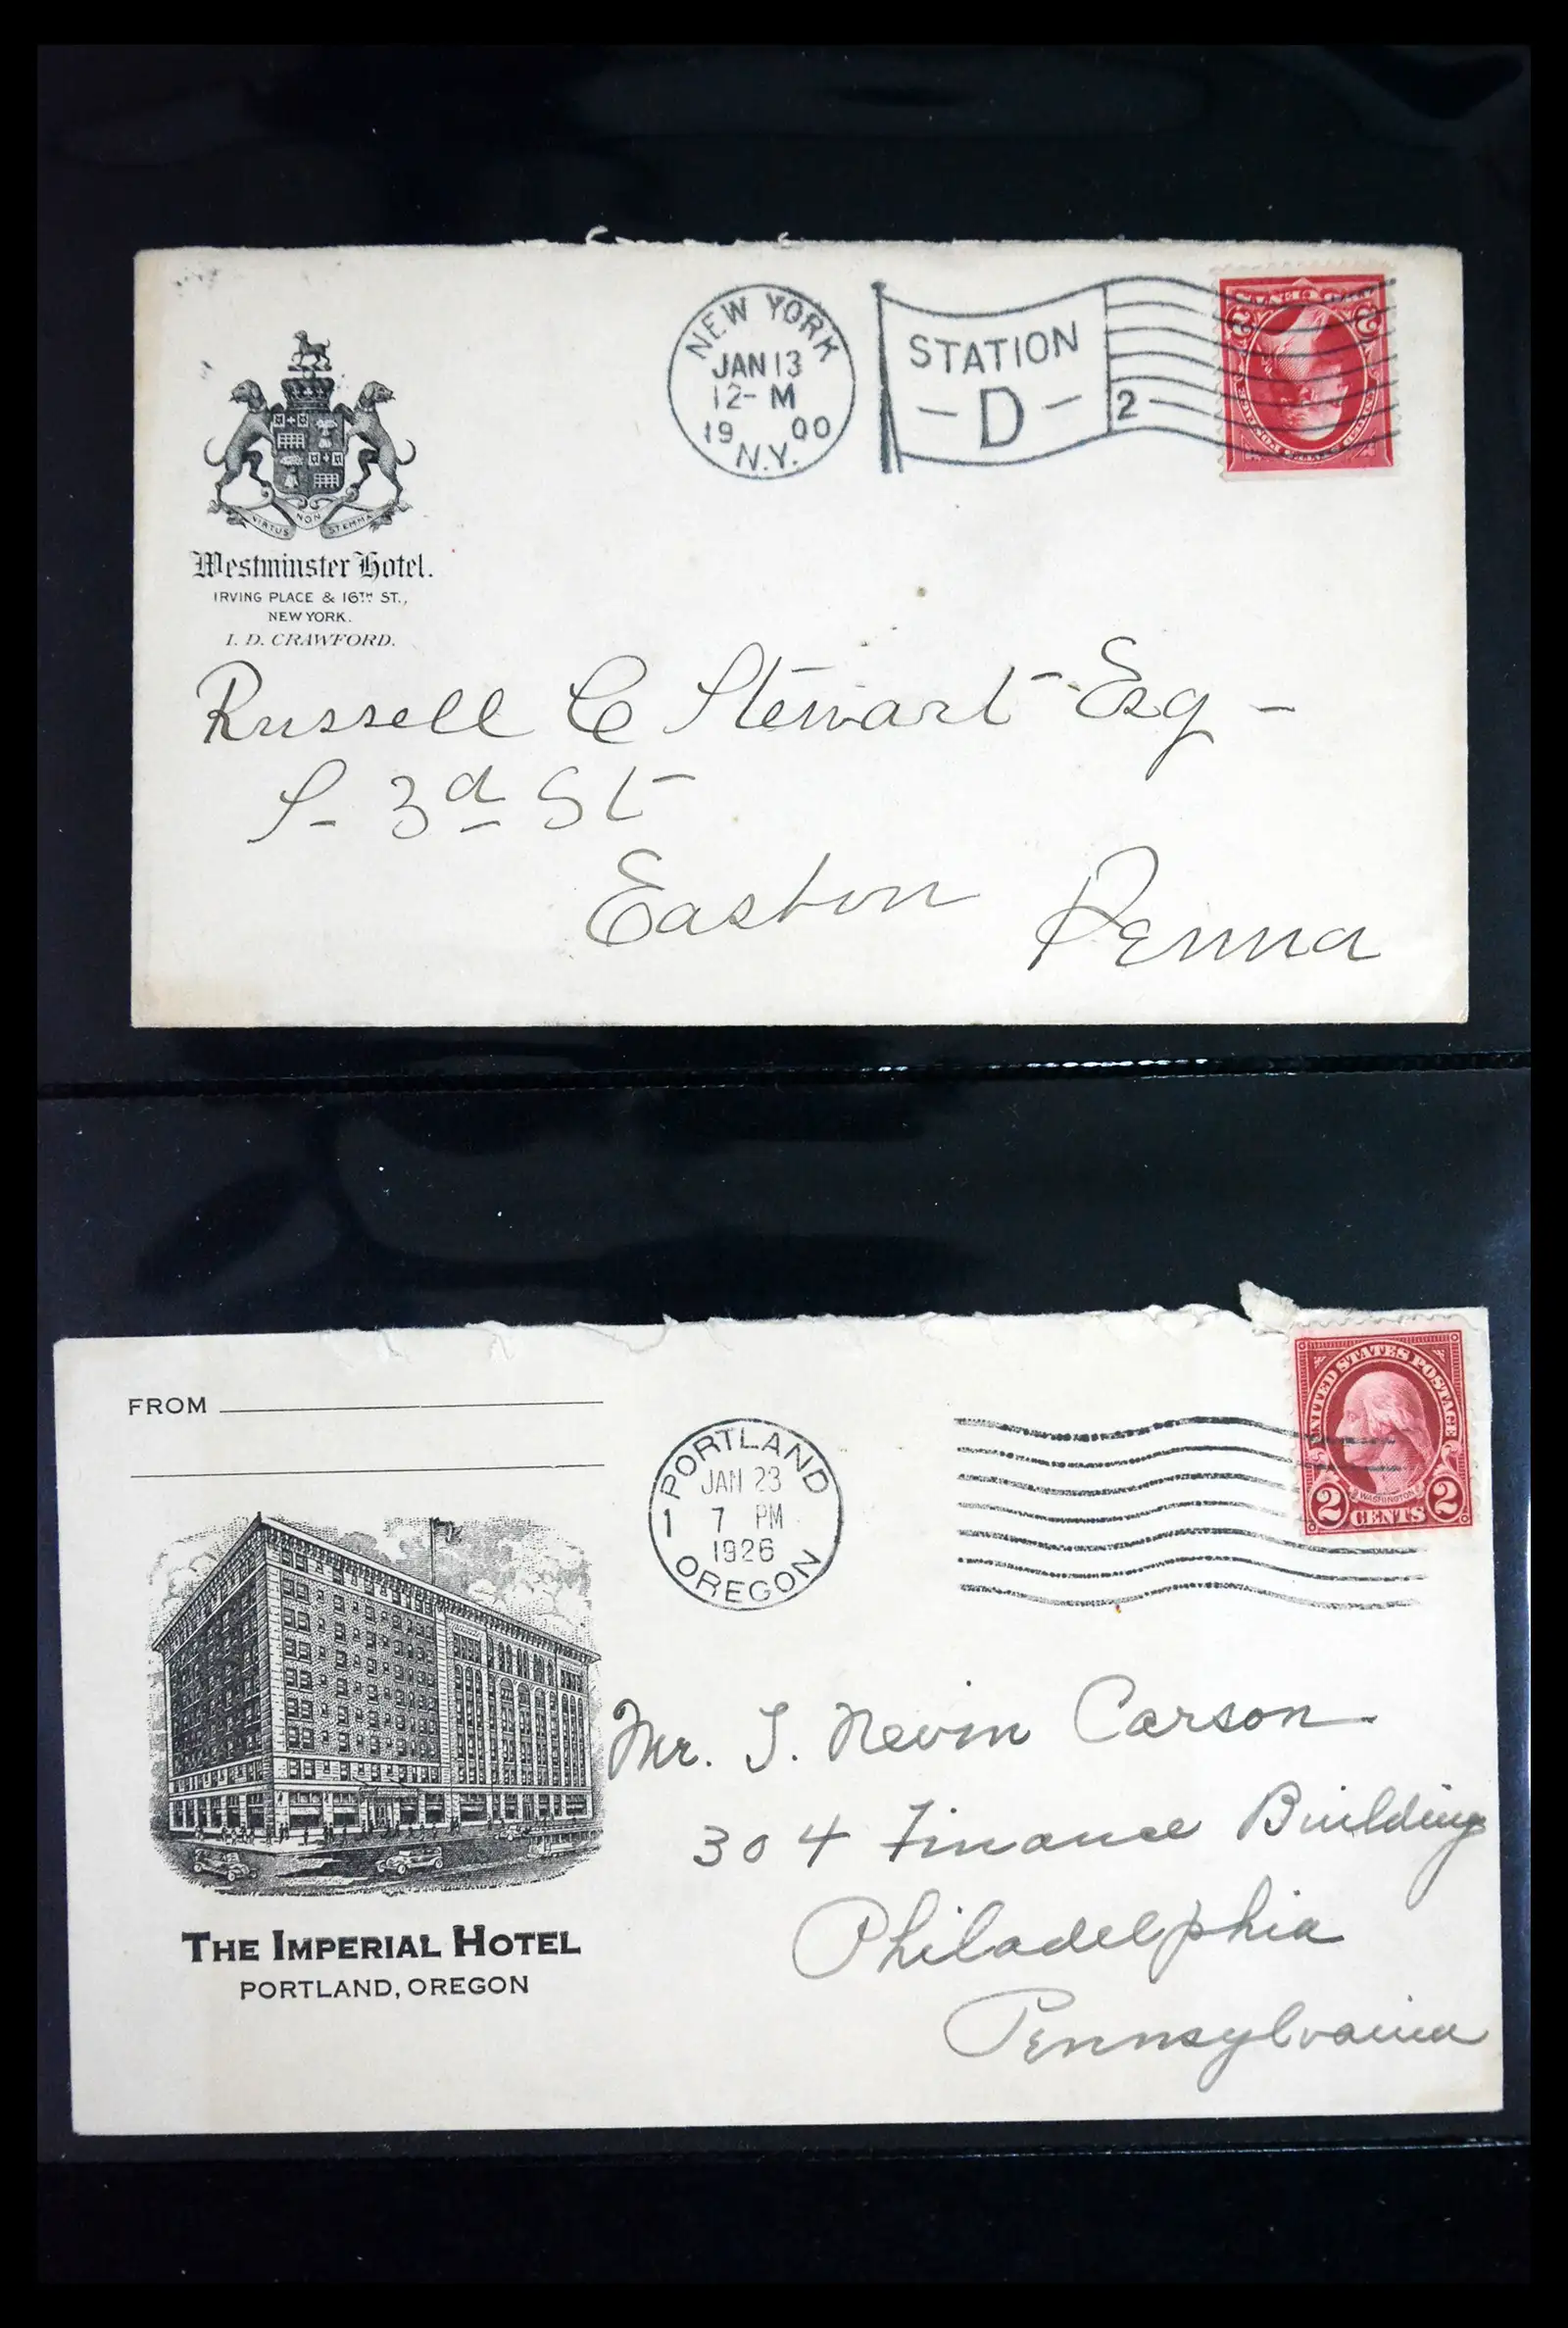 VIRTUS NON STEMMA
Westminster Hotel.
IRVING PLACE & 16TH ST.,
NEW YORK.
I. D. CRAWFORD.
NEW YORK
JAN 13
12- M
19 00
N.Y.
STATION
- D -
2
2 2
Russell C Stewart Esq -
S- 3d St
Easton Penna
FROM
PORTLAND
JAN 23
1 7 PM
1926
OREGON
UNITED STATES POSTAGE
WASHINGTON
2 CENTS 2
THE IMPERIAL HOTEL
PORTLAND, OREGON
Mr. J. Nevin Carson
304 Finance Building
Philadelphia
Pennsylvania